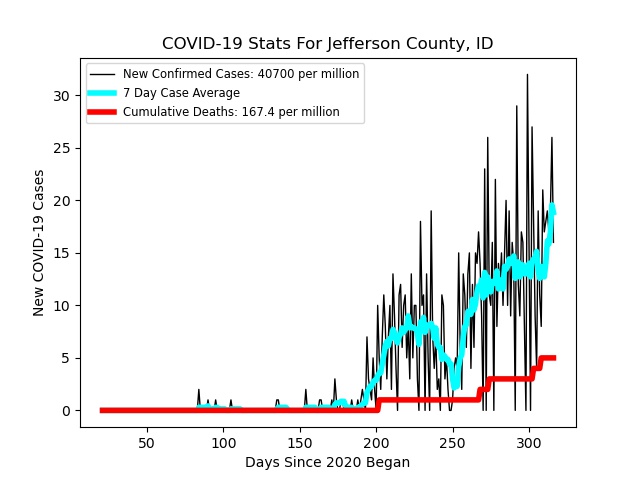 COVID-19 Stats For Jefferson County, ID
New Confirmed Cases: 40700 per million
7 Day Case Average
Cumulative Deaths: 167.4 per million
30
25
20
15
10
5
0
New COVID-19 Cases
50 100 150 200 250 300
Days Since 2020 Began